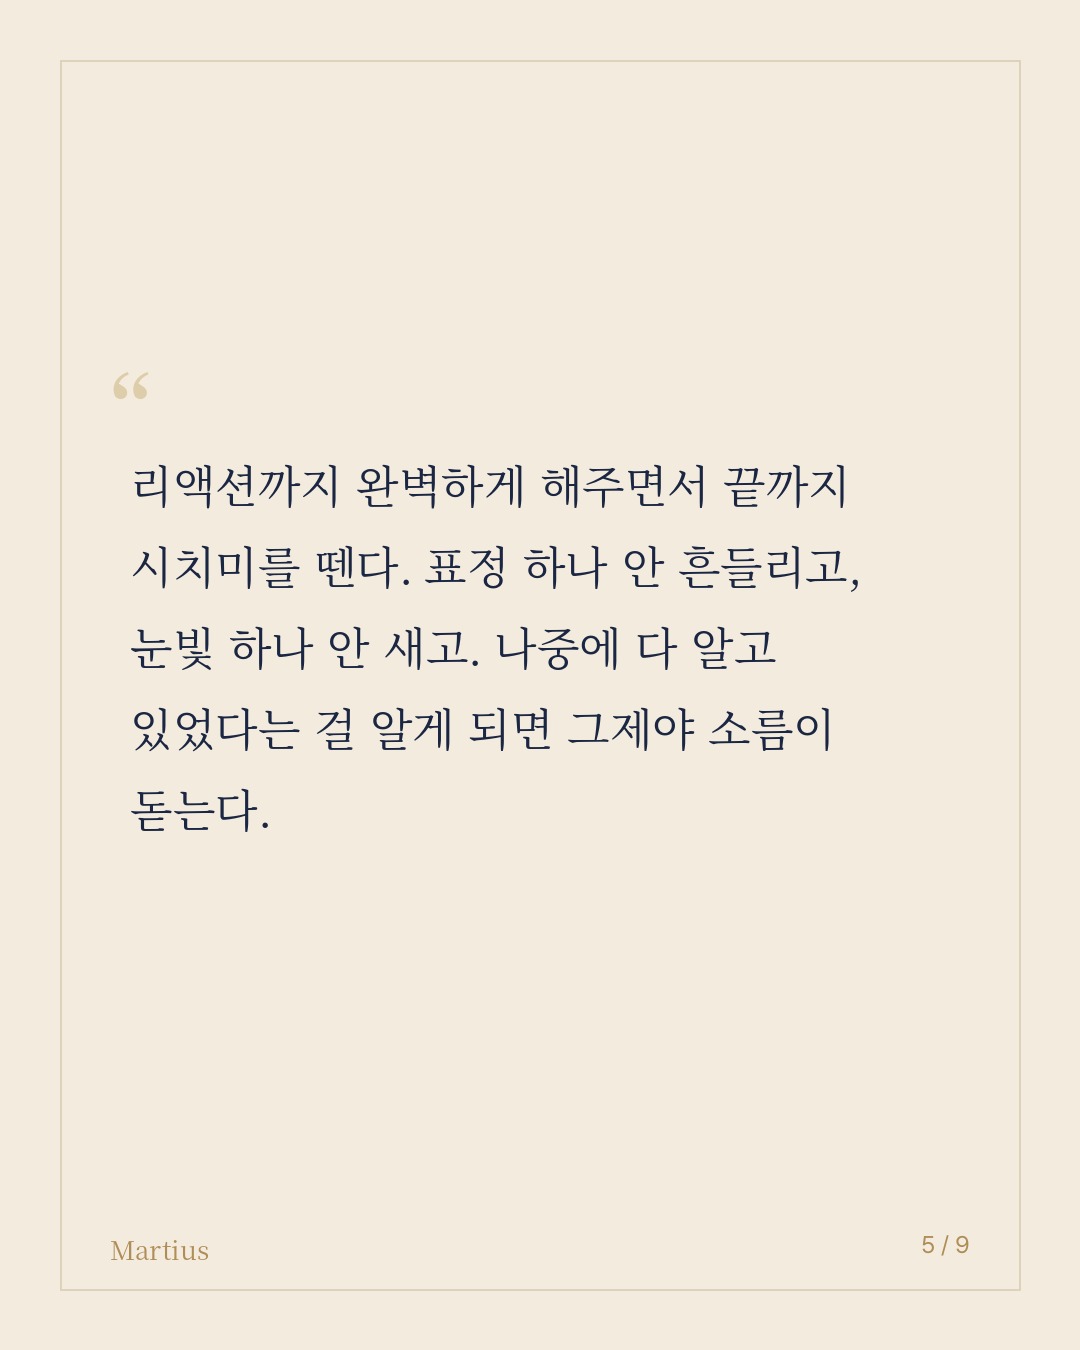 “
리액션까지 완벽하게 해주면서 끝까지
시치미를 뗀다. 표정 하나 안 흔들리고,
눈빛 하나 안 새고. 나중에 다 알고
있었다는 걸 알게 되면 그제야 소름이
돋는다.
Martius
5 / 9